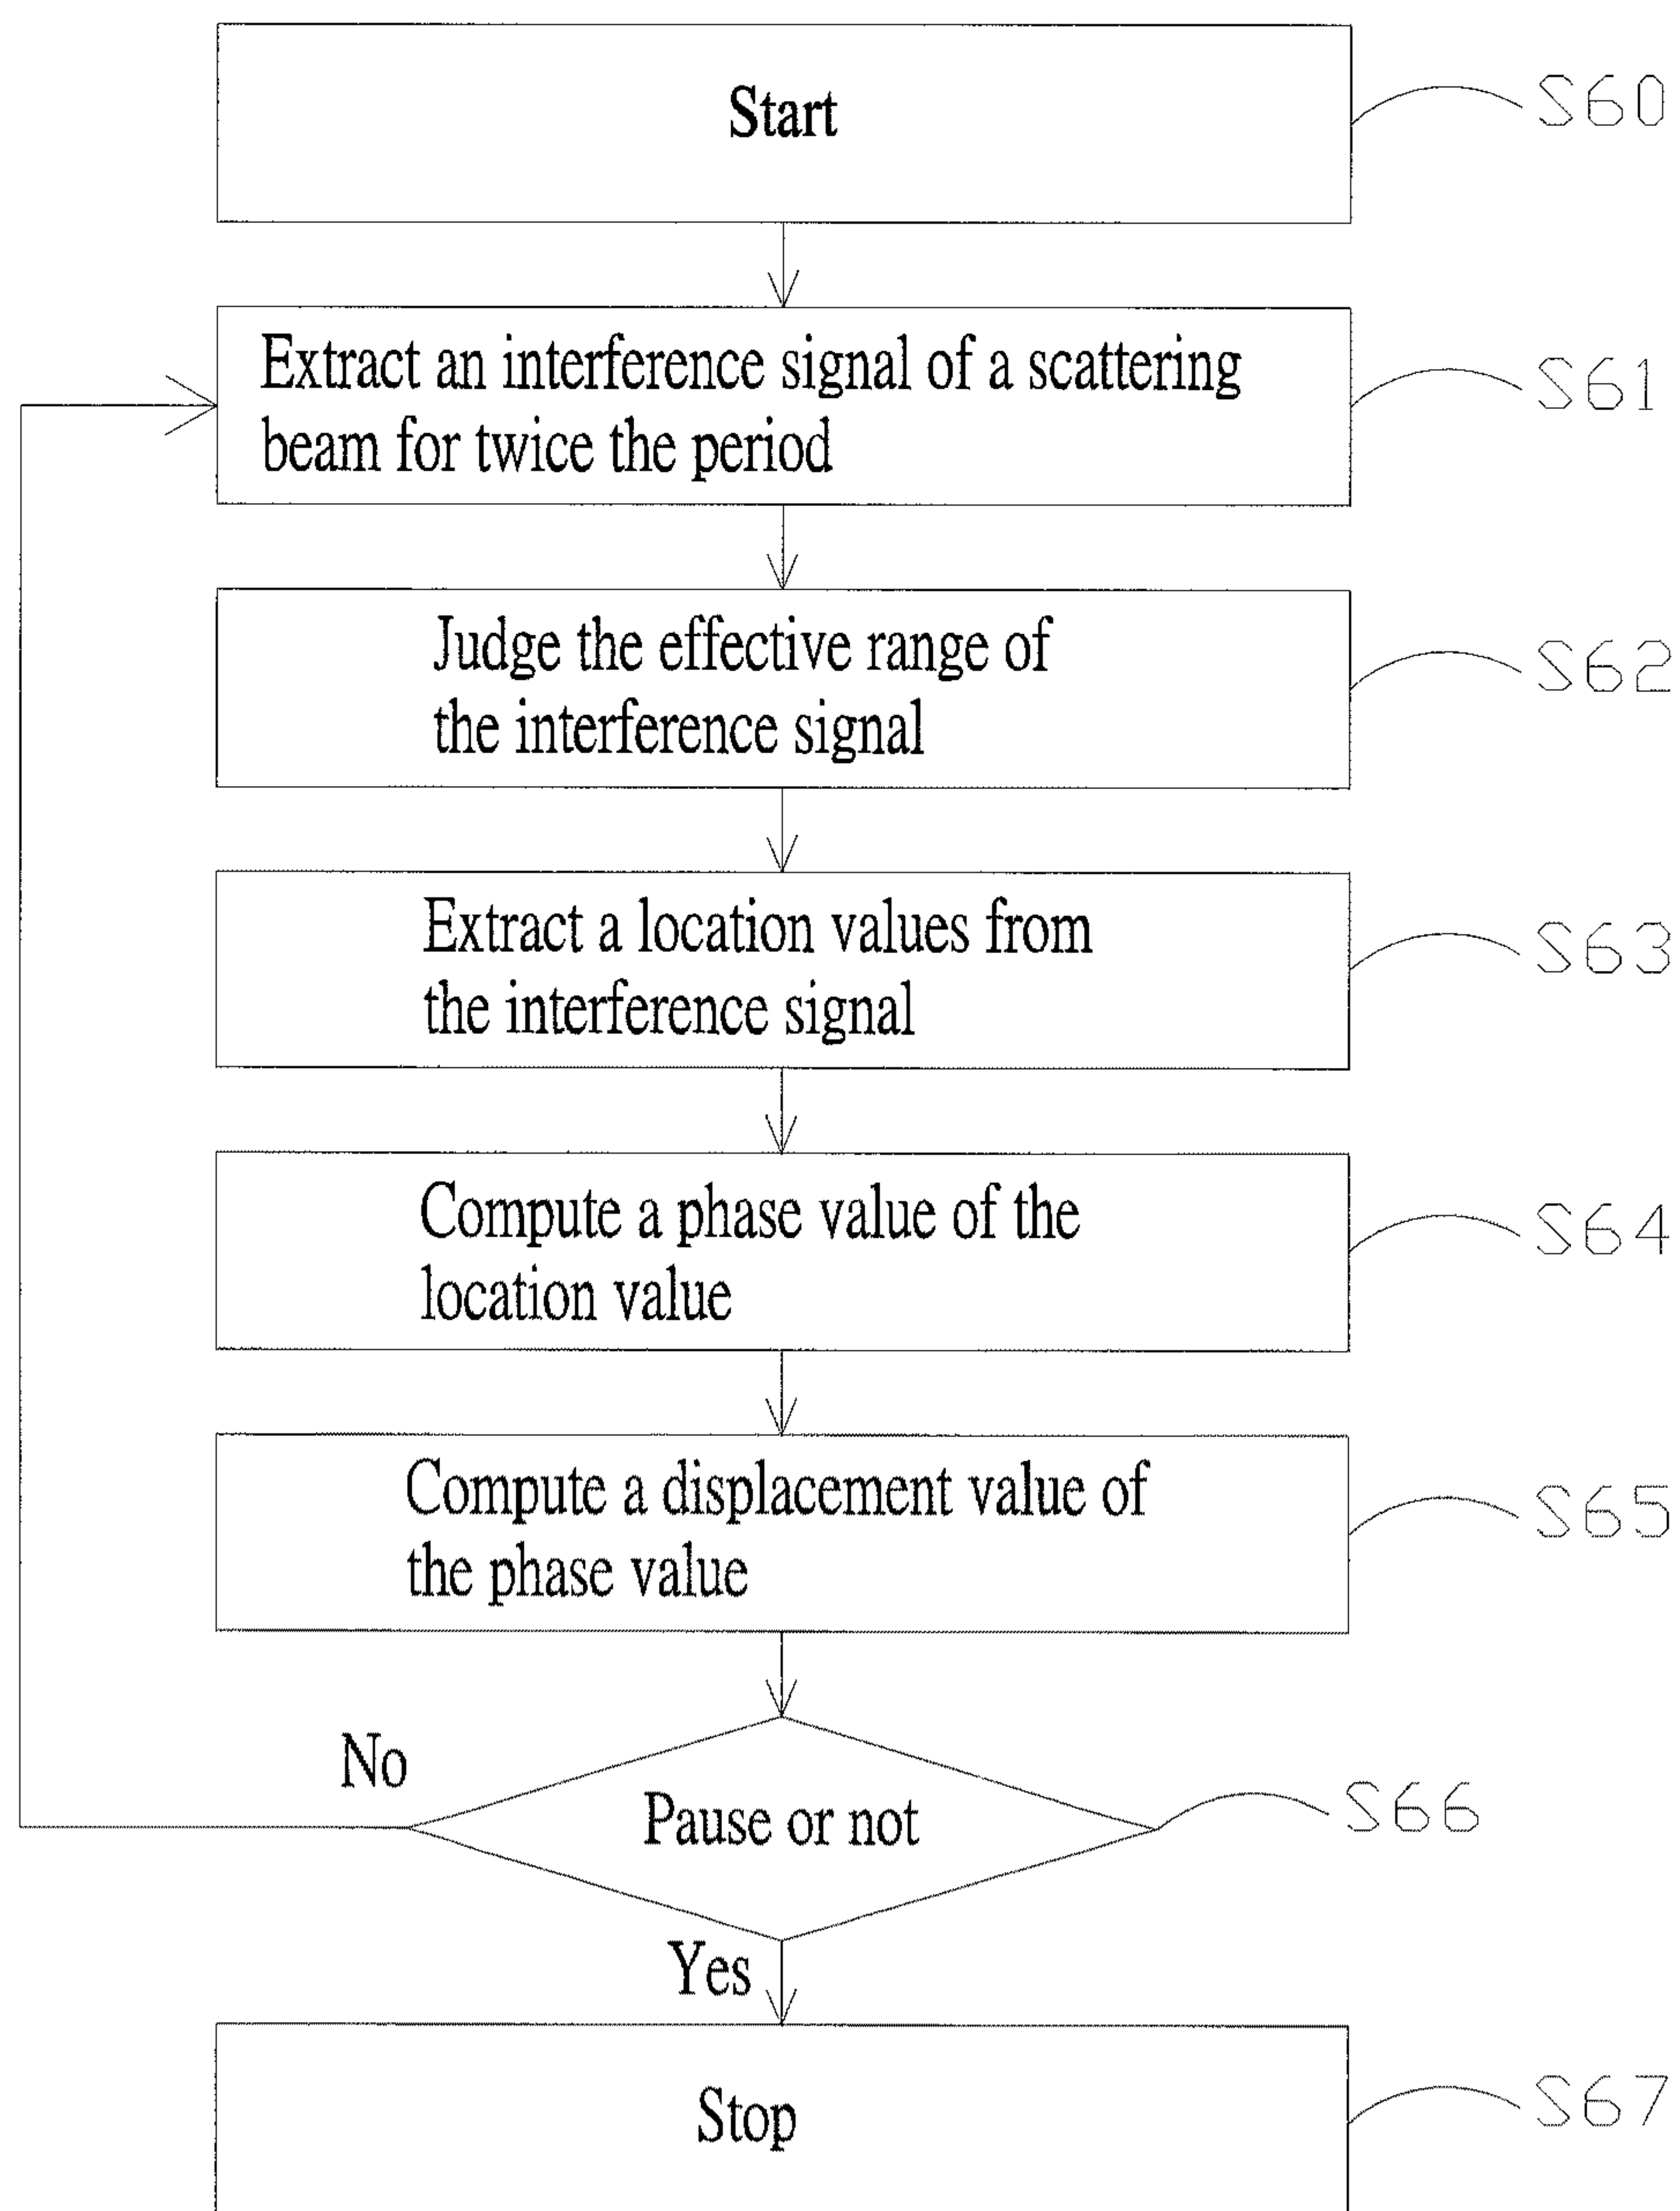 Start
S60
Extract an interference signal of a scattering
beam for twice the period
S61
Judge the effective range of
the interference signal
S62
Extract a location values from
the interference signal
S63
Compute a phase value of the
location value
S64
Compute a displacement value of
the phase value
S65
No
Pause or not
S66
Yes
Stop
S67